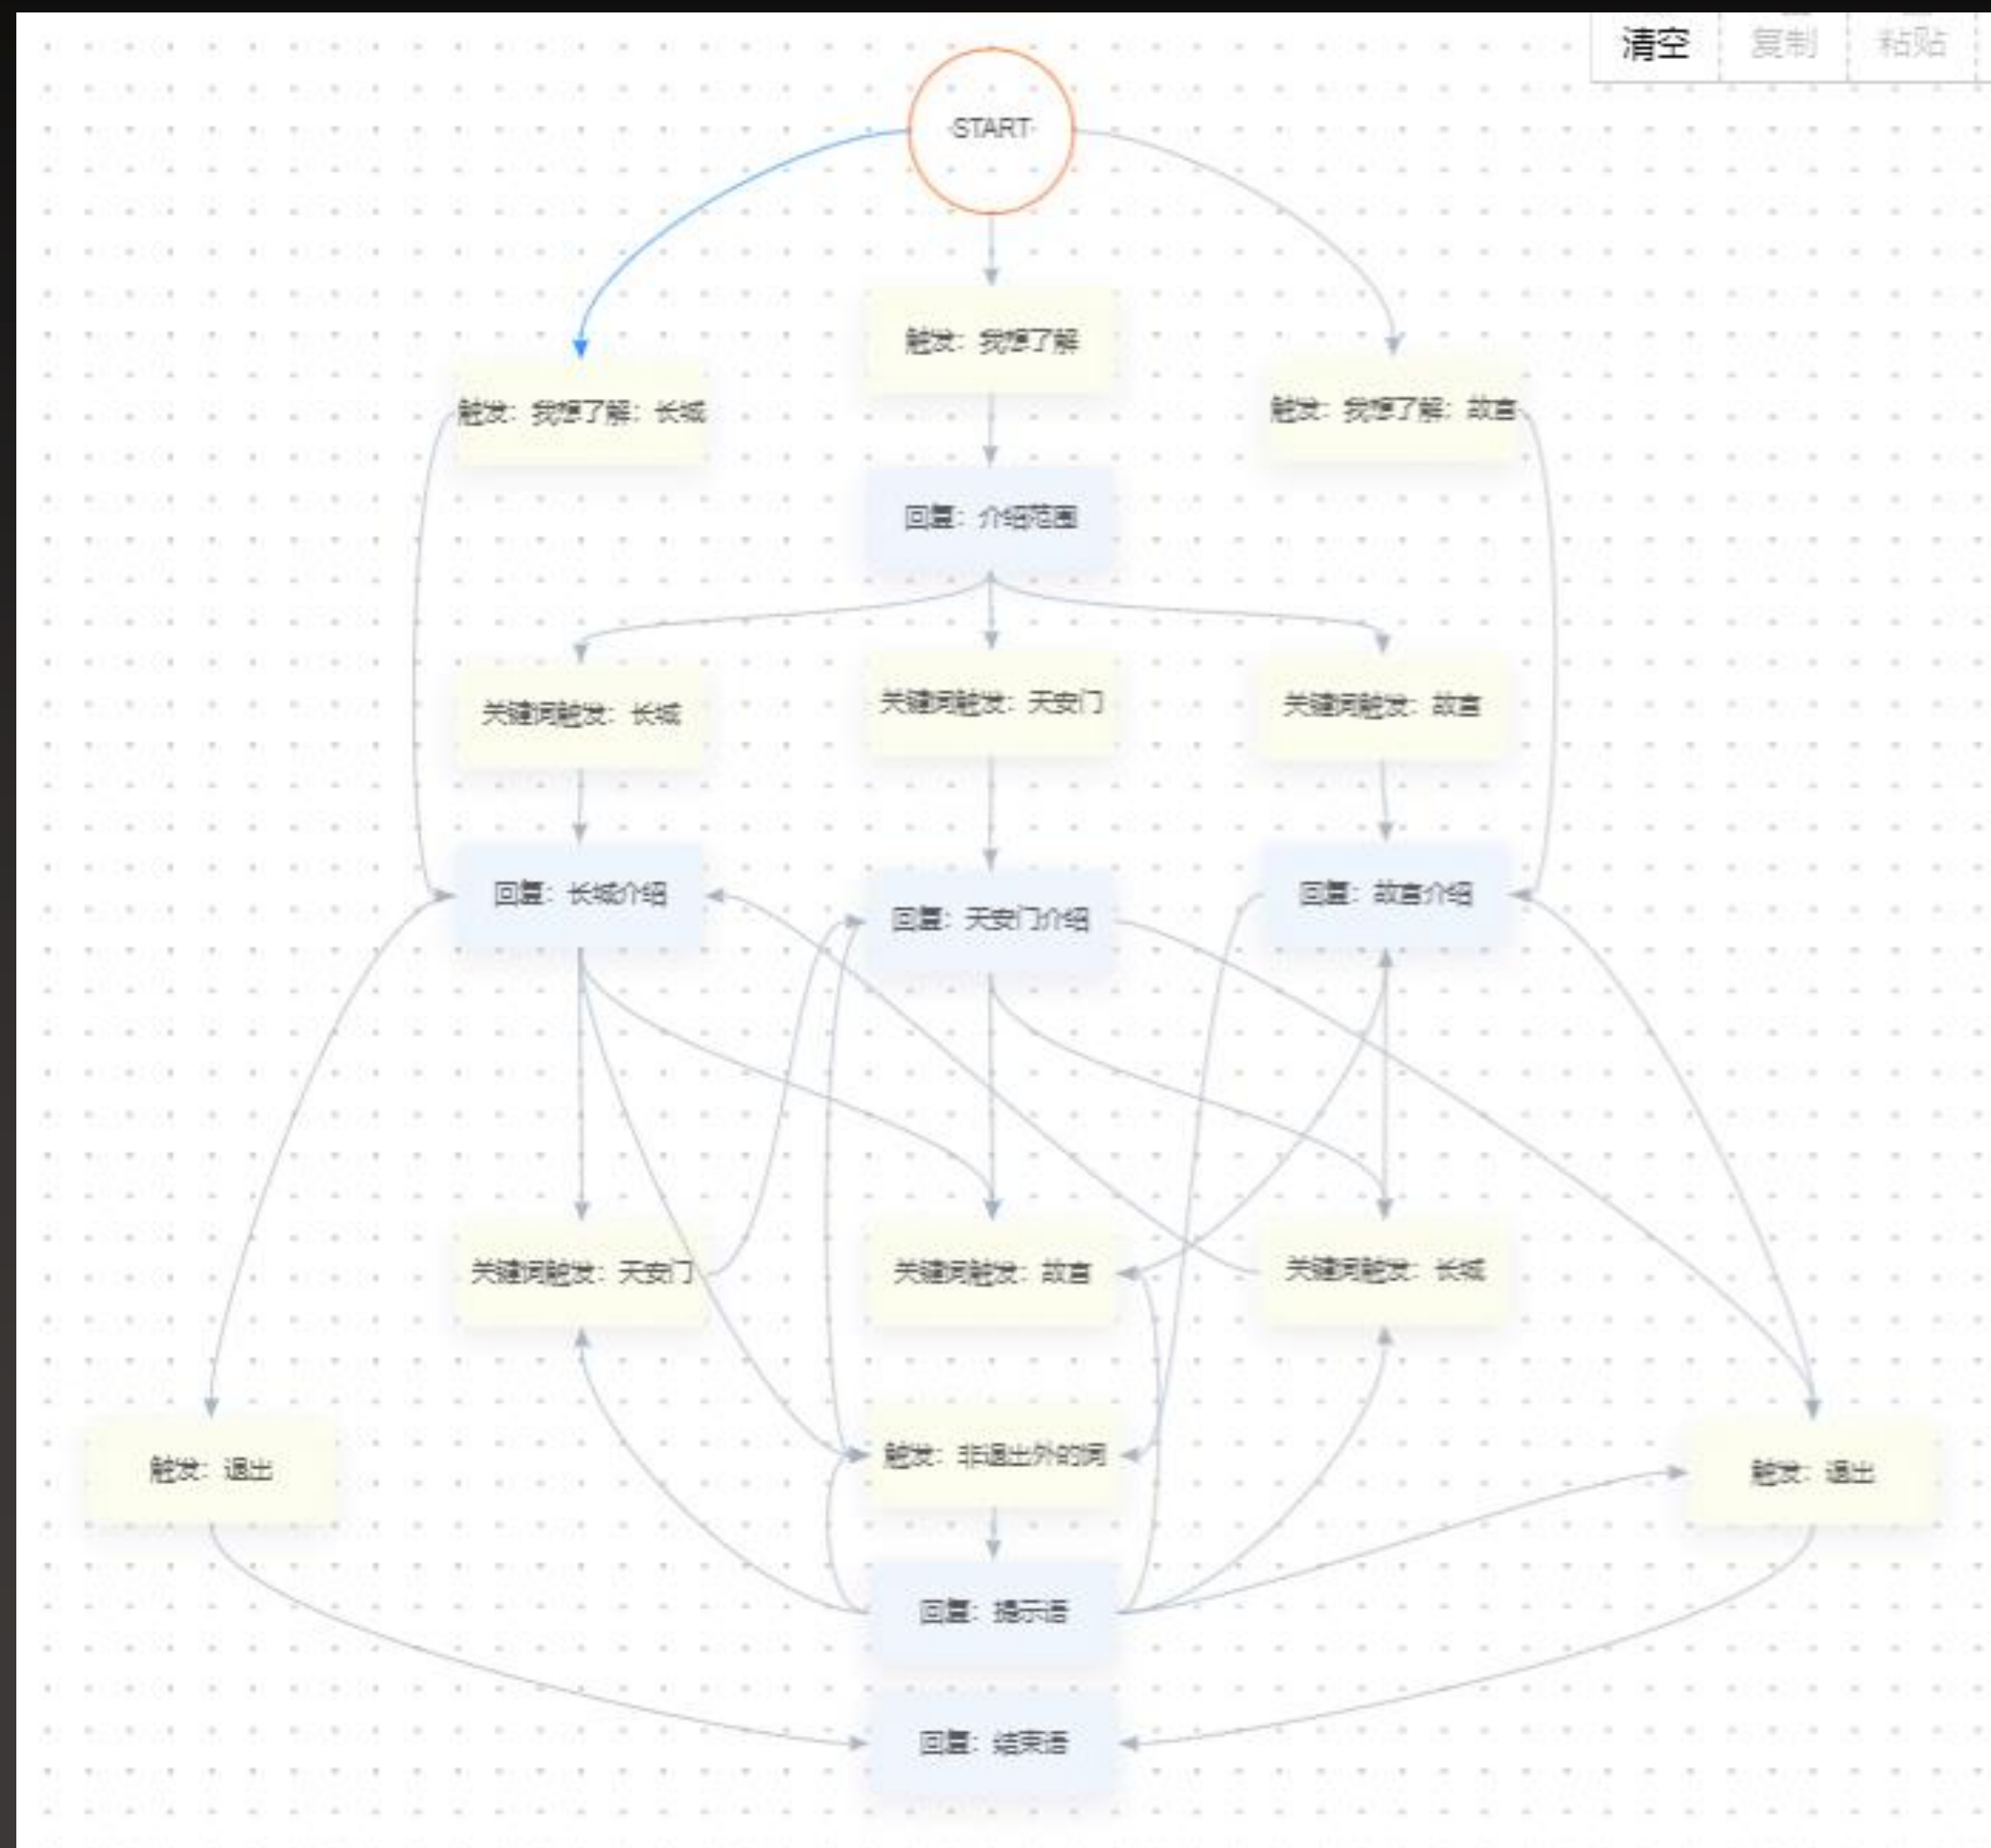 清空 复制 粘贴
START
触发：我想了解
触发：我想了解；长城
触发：我想了解；故宫
回复：介绍范围
关键词触发：长城
关键词触发：天安门
关键词触发：故宫
回复：长城介绍
回复：天安门介绍
回复：故宫介绍
关键词触发：天安门
关键词触发：故宫
关键词触发：长城
触发：退出
触发：非退出外的词
触发：退出
回复：提示语
回复：结束语